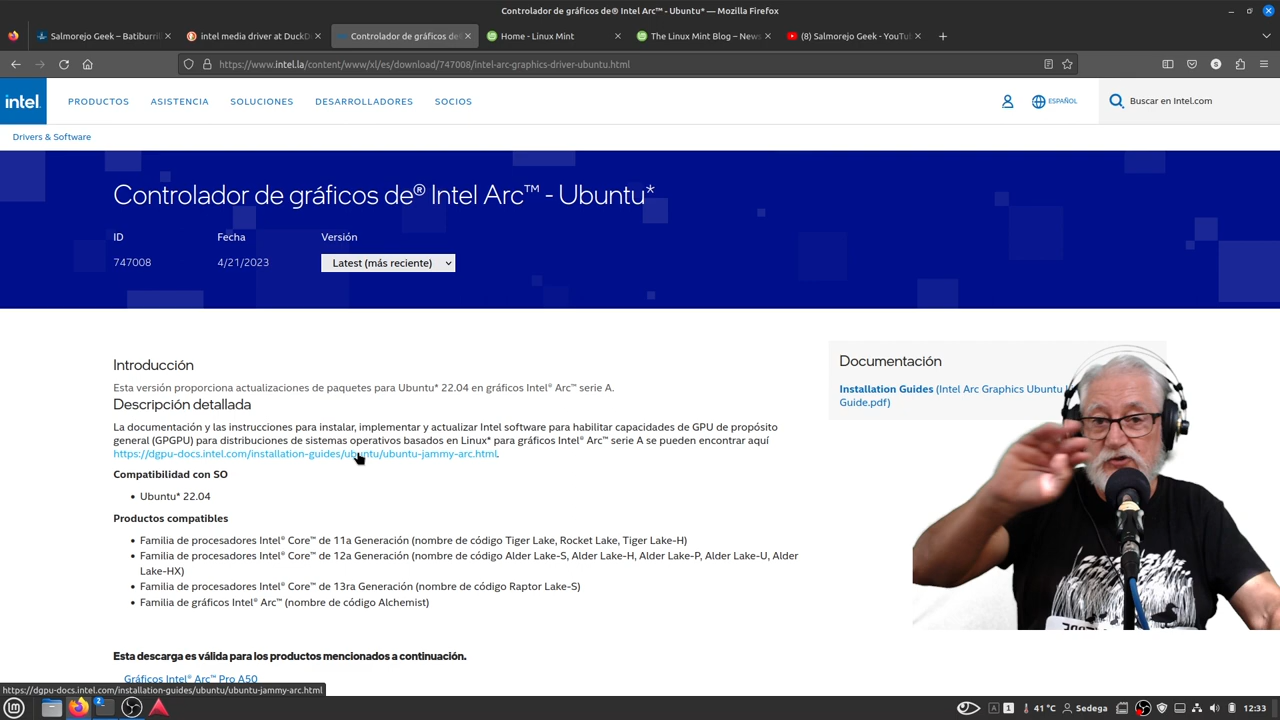 Controlador de gráficos de® Intel Arc™ - Ubuntu* — Mozilla Firefox
Salmorejo Geek – Batiburril
intel media driver at DuckD
Controlador de gráficos de®
Home - Linux Mint
The Linux Mint Blog – News
(8) Salmorejo Geek - YouTu
https://www.intel.la/content/www/xl/es/download/747008/intel-arc-graphics-driver-ubuntu.html
intel.
PRODUCTOS
ASISTENCIA
SOLUCIONES
DESARROLLADORES
SOCIOS
ESPAÑOL
Buscar en Intel.com
Drivers & Software
Controlador de gráficos de® Intel Arc™ - Ubuntu*
ID
Fecha
Versión
747008
4/21/2023
Latest (más reciente)
Introducción
Esta versión proporciona actualizaciones de paquetes para Ubuntu* 22.04 en gráficos Intel® Arc™ serie A.
Descripción detallada
La documentación y las instrucciones para instalar, implementar y actualizar Intel software para habilitar capacidades de GPU de propósito
general (GPGPU) para distribuciones de sistemas operativos basados en Linux* para gráficos Intel® Arc™ serie A se pueden encontrar aquí
https://dgpu-docs.intel.com/installation-guides/ubuntu/ubuntu-jammy-arc.html.
Compatibilidad con SO
• Ubuntu* 22.04
Productos compatibles
• Familia de procesadores Intel® Core™ de 11a Generación (nombre de código Tiger Lake, Rocket Lake, Tiger Lake-H)
• Familia de procesadores Intel® Core™ de 12a Generación (nombre de código Alder Lake-S, Alder Lake-H, Alder Lake-P, Alder Lake-U, Alder
Lake-HX)
• Familia de procesadores Intel® Core™ de 13ra Generación (nombre de código Raptor Lake-S)
• Familia de gráficos Intel® Arc™ (nombre de código Alchemist)
Esta descarga es válida para los productos mencionados a continuación.
Gráficos Intel® Arc™ Pro A50
Documentación
Installation Guides (Intel Arc Graphics Ubuntu
Guide.pdf)
https://dgpu-docs.intel.com/installation-guides/ubuntu/ubuntu-jammy-arc.html
2
A
1
41 °C
Sedega
12:33